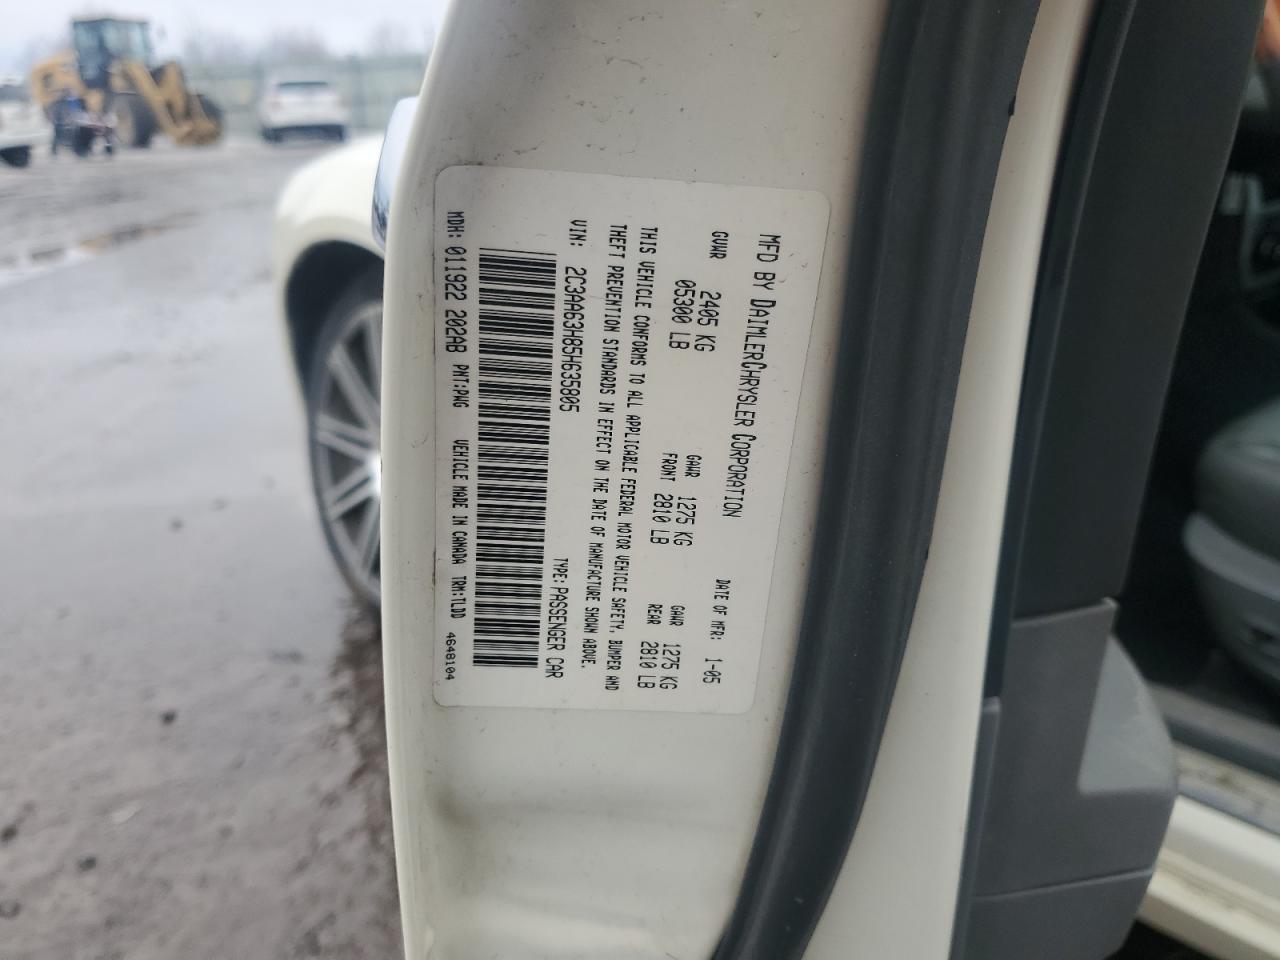 MFD BY DAIMLERCHRYSLER CORPORATION DATE OF MFR: 1-05
GVWR 2405 KG GAWR 1275 KG GAWR 1275 KG
05300 LB FRONT 2810 LB REAR 2810 LB
THIS VEHICLE CONFORMS TO ALL APPLICABLE FEDERAL MOTOR VEHICLE SAFETY, BUMPER AND
THEFT PREVENTION STANDARDS IN EFFECT ON THE DATE OF MANUFACTURE SHOWN ABOVE.
VIN: 2C3AA63H85H635805 TYPE: PASSENGER CAR
MDH: 011922 202AB PNT:PWG VEHICLE MADE IN CANADA TRM:TLDD 4648104